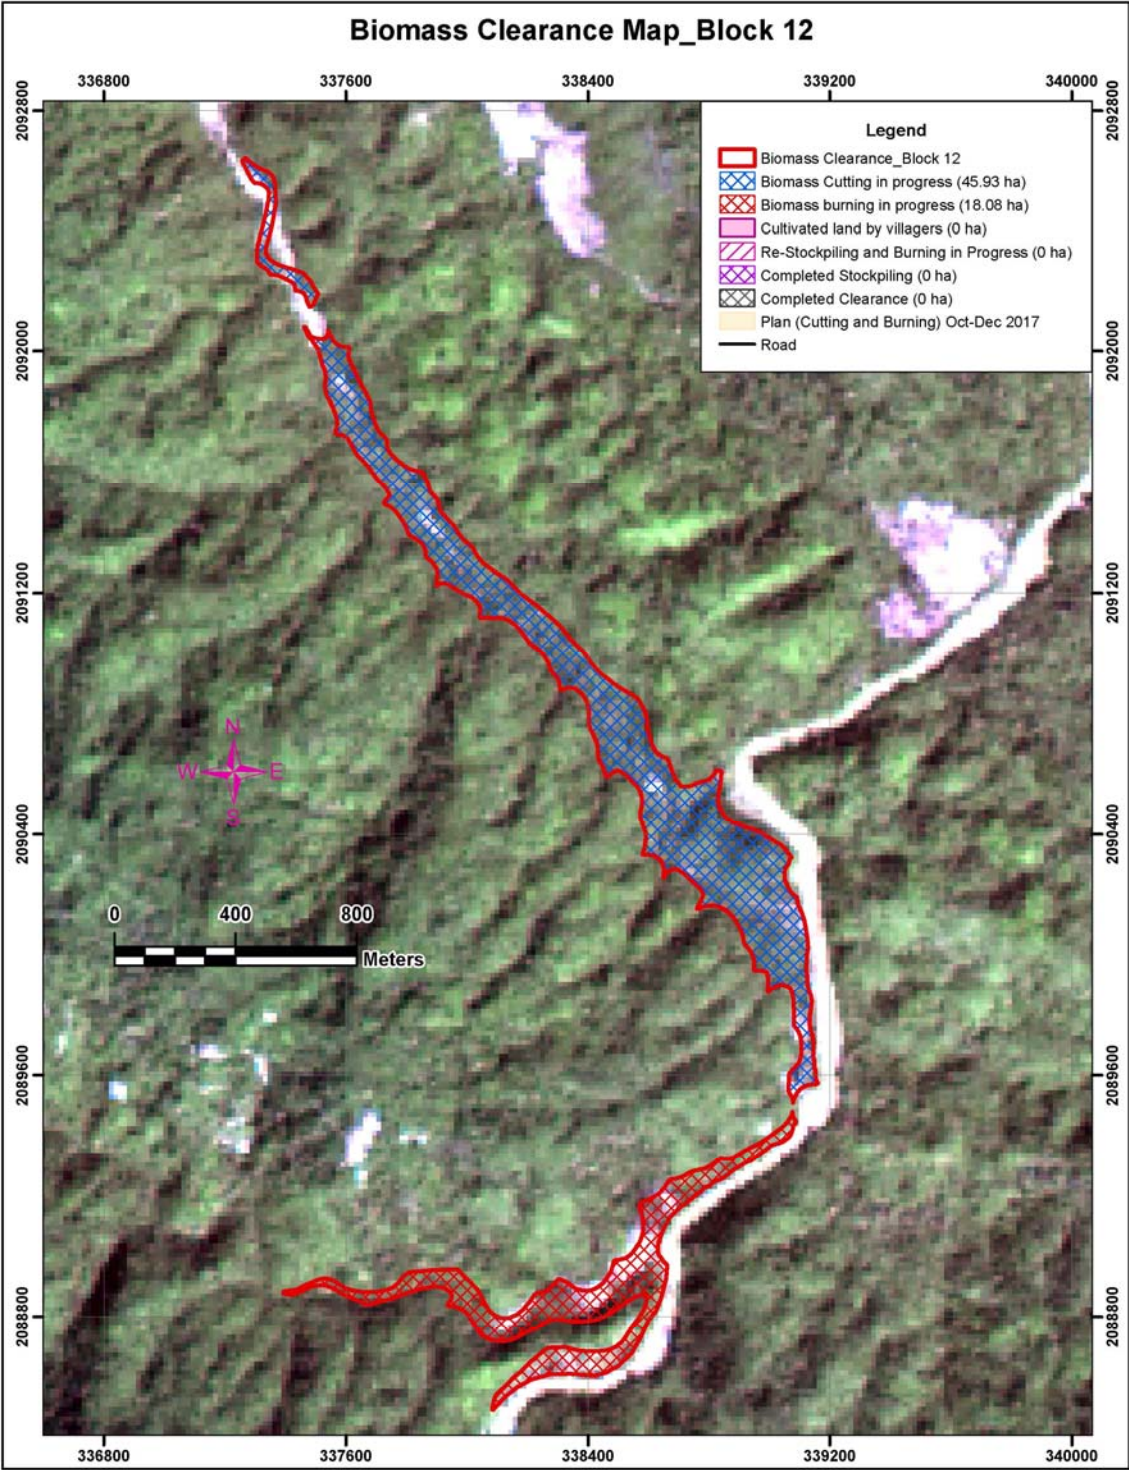 Biomass Clearance Map_Block 12
336800 337600 338400 339200 340000
2092800 2092800
Legend
Biomass Clearance_Block 12
Biomass Cutting in progress (45.93 ha)
Biomass burning in progress (18.08 ha)
Cultivated land by villagers (0 ha)
Re-Stockpiling and Burning in Progress (0 ha)
Completed Stockpiling (0 ha)
Completed Clearance (0 ha)
Plan (Cutting and Burning) Oct-Dec 2017
Road
2092000 2092000
2091200 2091200
N
W E
S
2090400 2090400
0 400 800
Meters
2089600 2089600
2088800 2088800
336800 337600 338400 339200 340000